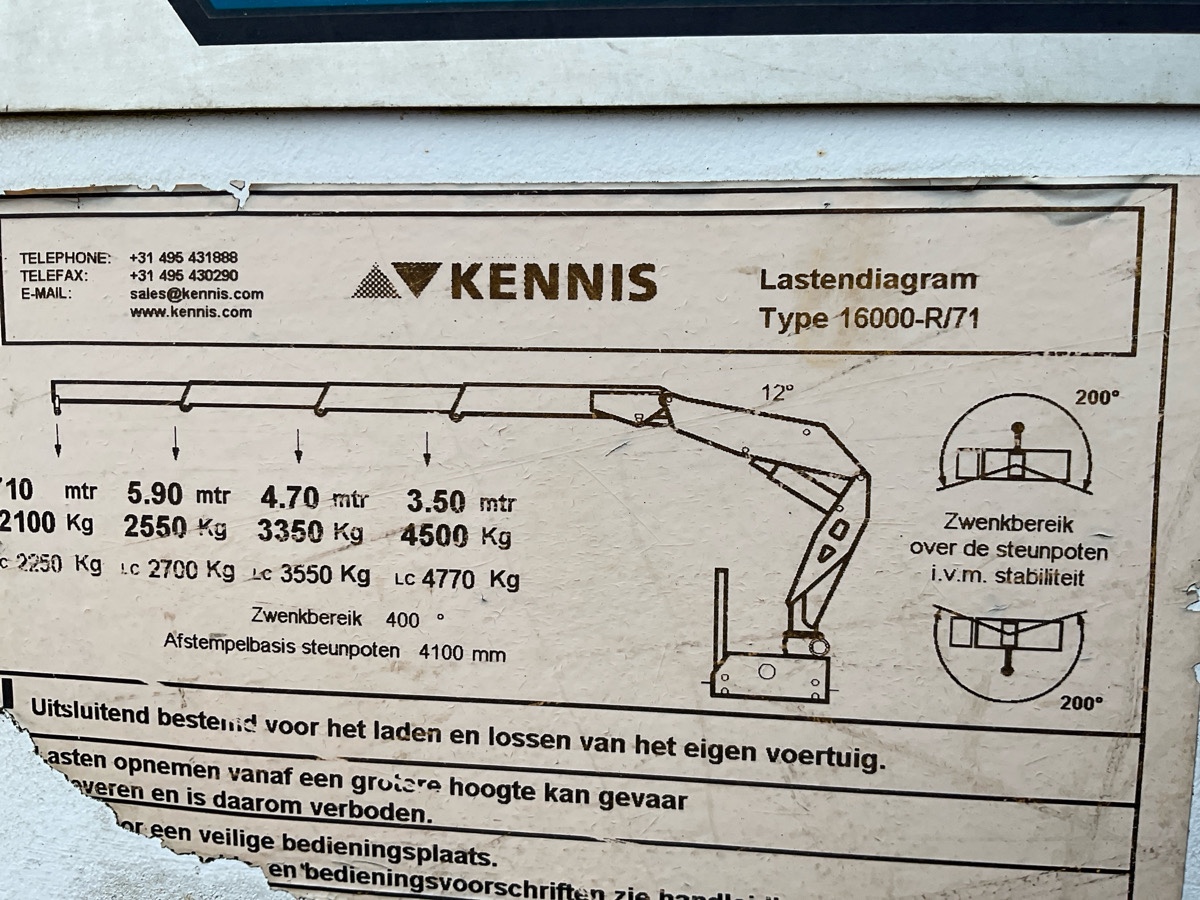 TELEPHONE: +31 495 431888
TELEFAX: +31 495 430290
E-MAIL: sales@kennis.com
www.kennis.com
KENNIS
Lastendiagram
Type 16000-R/71
12°
200°
10 mtr 5.90 mtr 4.70 mtr 3.50 mtr
2100 Kg 2550 Kg 3350 Kg 4500 Kg
c 2250 Kg LC 2700 Kg LC 3550 Kg LC 4770 Kg
Zwenkbereik 400 °
Afstempelbasis steunpoten 4100 mm
Zwenkbereik
over de steunpoten
i.v.m. stabiliteit
200°
Uitsluitend bestemd voor het laden en lossen van het eigen voertuig.
asten opnemen vanaf een grotere hoogte kan gevaar
everen en is daarom verboden.
or een veilige bedieningsplaats.
en bedieningsvoorschriften zie